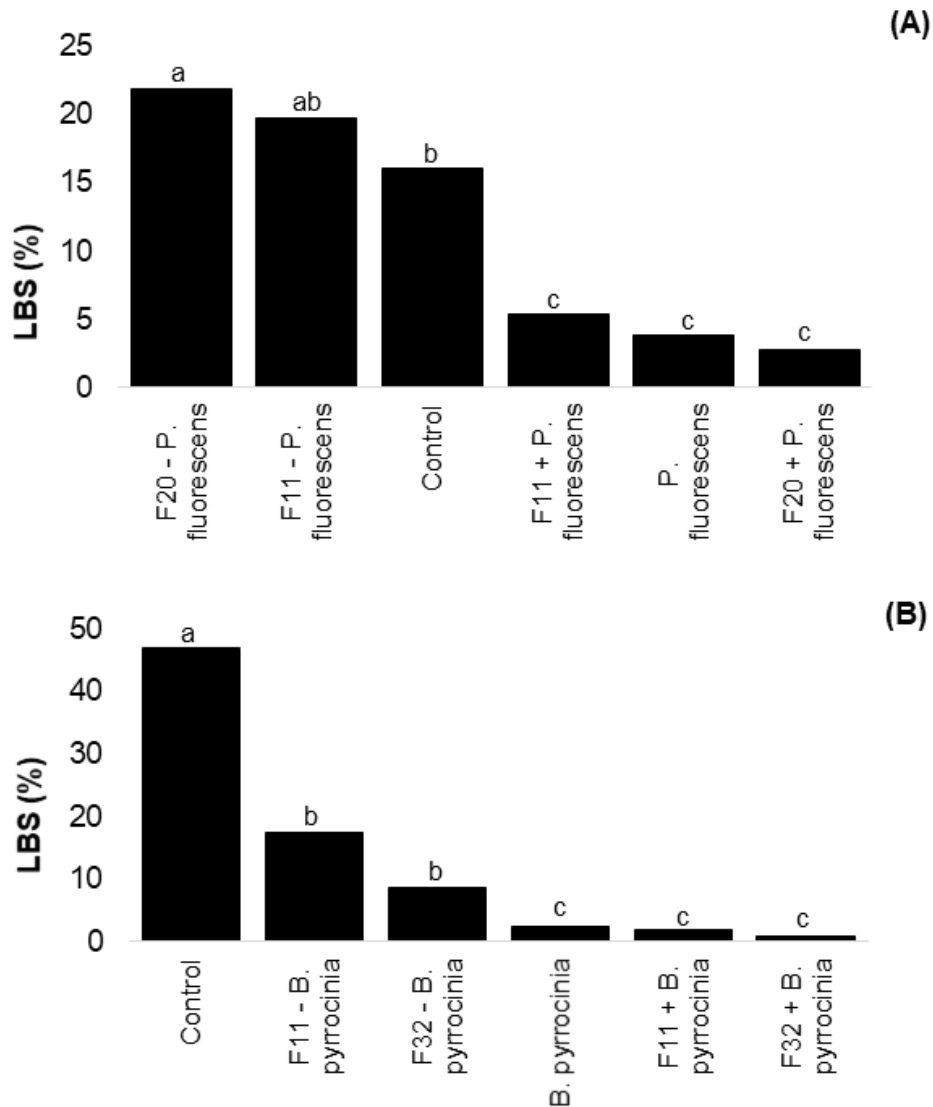 (A)
LBS (%)
25
20
15
10
5
0
a
ab
b
c
c
c
F20 - P.
fluorescens
F11 - P.
fluorescens
Control
F11 + P.
fluorescens
P.
fluorescens
F20 + P.
fluorescens
(B)
LBS (%)
50
40
30
20
10
0
a
b
b
c
c
c
Control
F11 - B.
pyrrocinia
F32 - B.
pyrrocinia
B. pyrrocinia
F11 + B.
pyrrocinia
F32 + B.
pyrrocinia